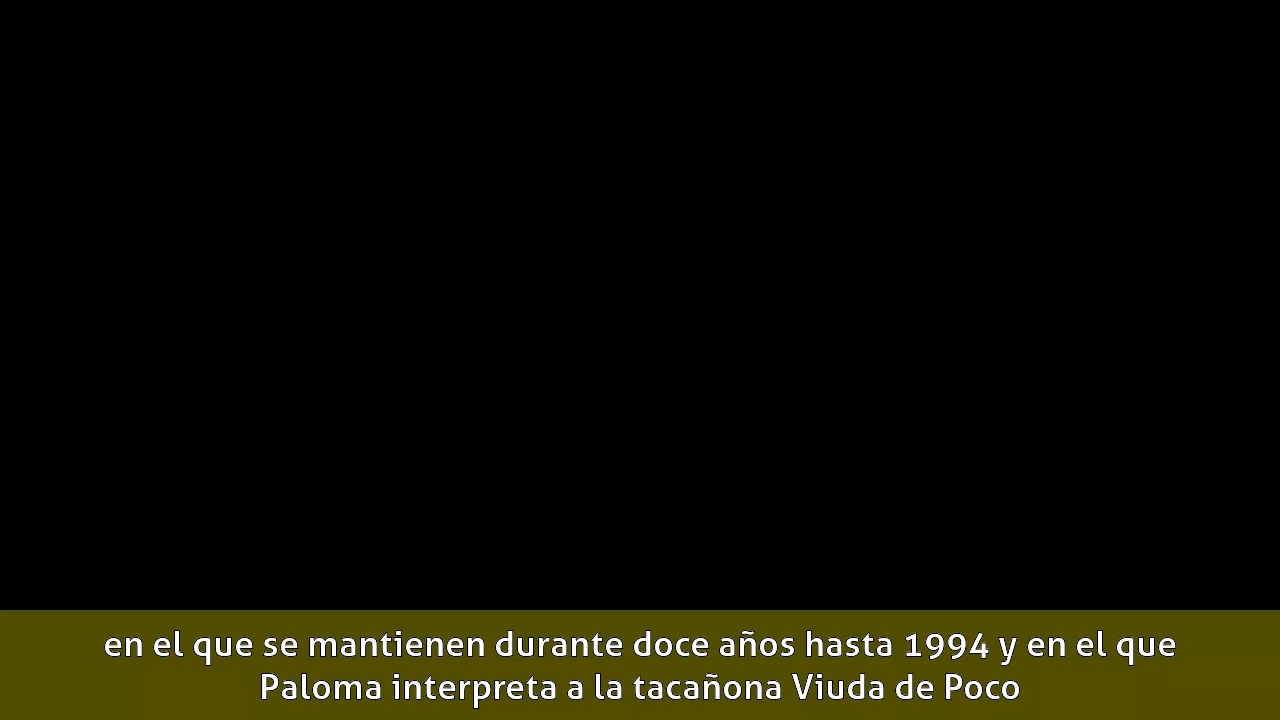 en el que se mantienen durante doce años hasta 1994 y en el que
Paloma interpreta a la tacañona Viuda de Poco